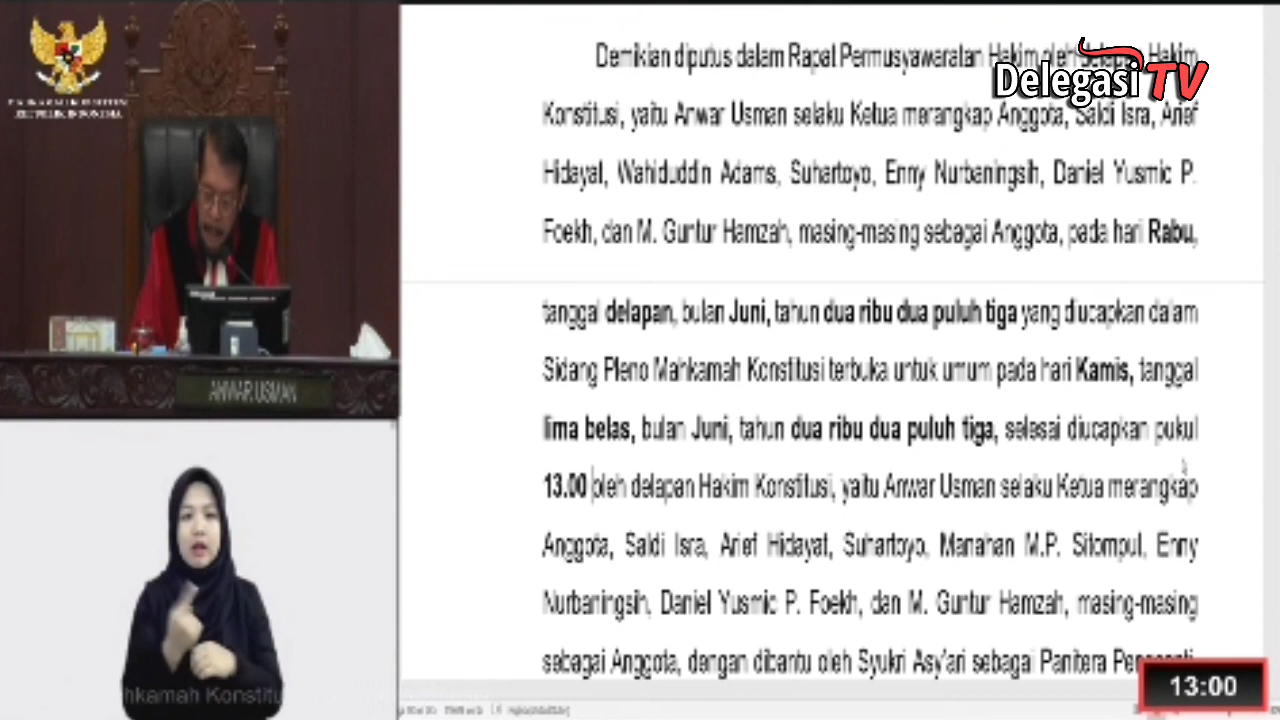 REPUBLIK INDONESIA
ANWAR USMAN
hkamah Konstitu
Delegasi TV
Demikian diputus dalam Rapat Permusyawaratan Hakim oleh delapan Hakim
Konstitusi, yaitu Anwar Usman selaku Ketua merangkap Anggota, Saldi Isra, Arief
Hidayat, Wahiduddin Adams, Suhartoyo, Enny Nurbaningsih, Daniel Yusmic P.
Foekh, dan M. Guntur Hamzah, masing-masing sebagai Anggota, pada hari Rabu,
tanggal delapan, bulan Juni, tahun dua ribu dua puluh tiga yang diucapkan dalam
Sidang Pleno Mahkamah Konstitusi terbuka untuk umum pada hari Kamis, tanggal
lima belas, bulan Juni, tahun dua ribu dua puluh tiga, selesai diucapkan pukul
13.00 oleh delapan Hakim Konstitusi, yaitu Anwar Usman selaku Ketua merangkap
Anggota, Saldi Isra, Arief Hidayat, Suhartoyo, Manahan M.P. Sitompul, Enny
Nurbaningsih, Daniel Yusmic P. Foekh, dan M. Guntur Hamzah, masing-masing
sebagai Anggota, dengan dibantu oleh Syukri Asy'ari sebagai Panitera
13:00